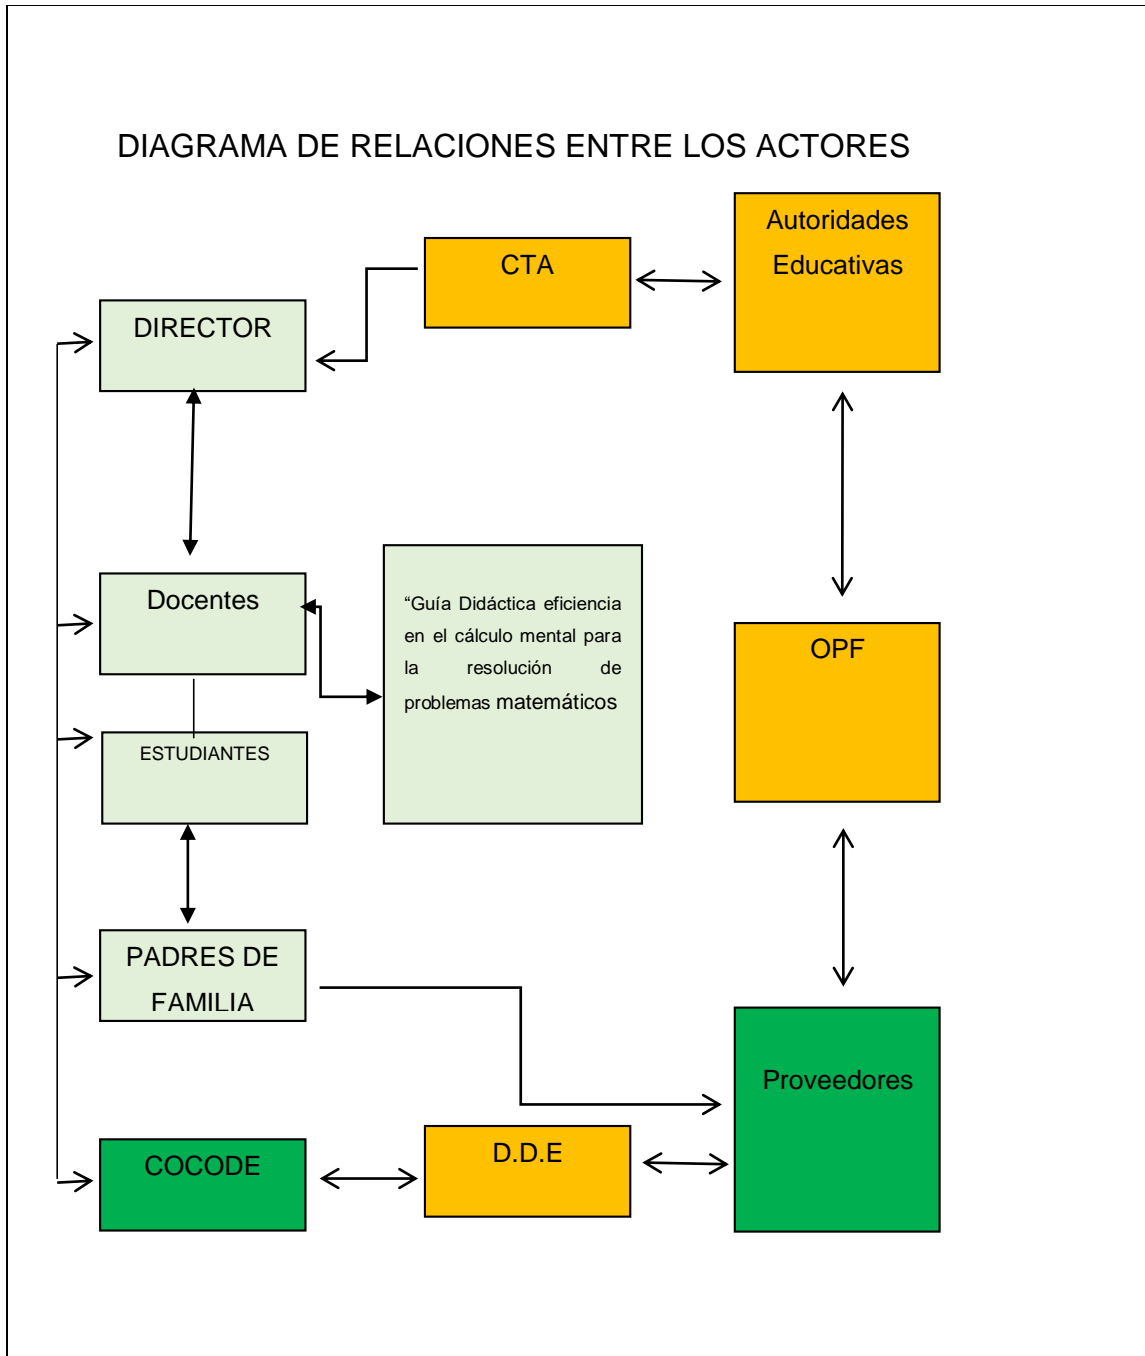 DIAGRAMA DE RELACIONES ENTRE LOS ACTORES
Autoridades
Educativas
CTA
DIRECTOR
Docentes
“Guía Didáctica eficiencia
en el cálculo mental para
la resolución de
problemas matemáticos
OPF
ESTUDIANTES
PADRES DE
FAMILIA
Proveedores
COCODE
D.D.E